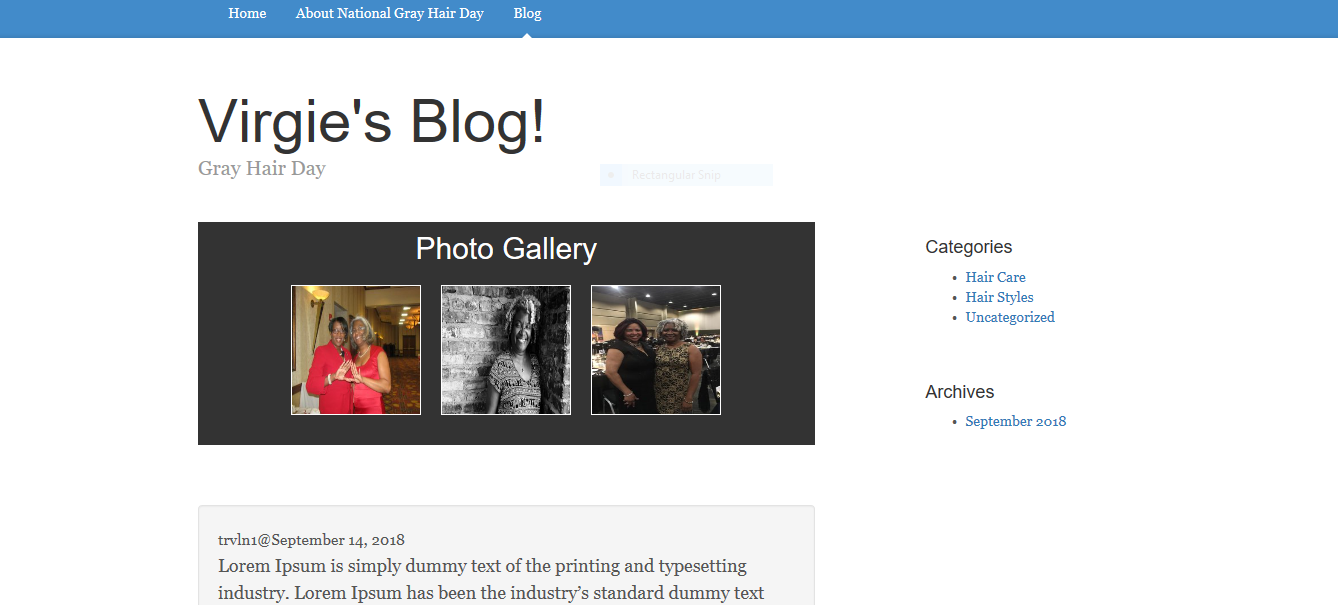 Home About National Gray Hair Day Blog
Virgie's Blog!
Gray Hair Day
Rectangular Snip
Photo Gallery
Categories
• Hair Care
• Hair Styles
• Uncategorized
Archives
• September 2018
trvln1@September 14, 2018
Lorem Ipsum is simply dummy text of the printing and typesetting
industry. Lorem Ipsum has been the industry’s standard dummy text